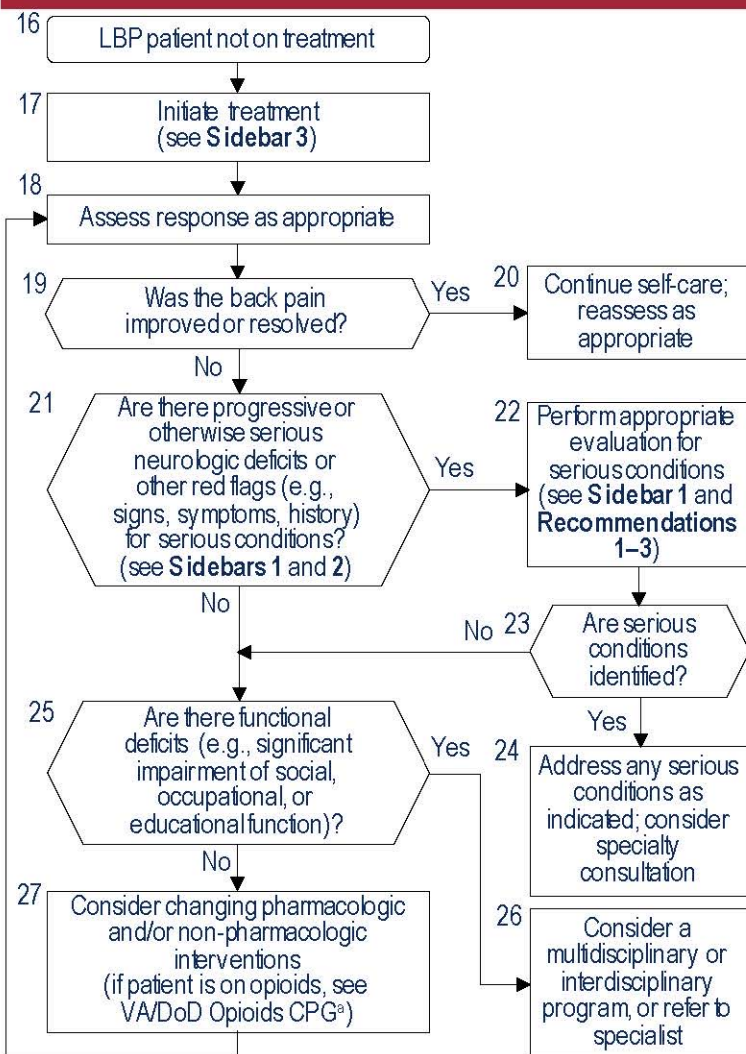 16
LBP patient not on treatment
17
Initiate treatment
(see Sidebar 3)
18
Assess response as appropriate
19
Was the back pain
improved or resolved?
Yes
20
Continue self-care;
reassess as
appropriate
No
21
Are there progressive or
otherwise serious
neurologic deficits or
other red flags (e.g.,
signs, symptoms, history)
for serious conditions?
(see Sidebars 1 and 2)
Yes
22
Perform appropriate
evaluation for
serious conditions
(see Sidebar 1 and
Recommendations
1–3)
No
No
23
Are serious
conditions
identified?
Yes
25
Are there functional
deficits (e.g., significant
impairment of social,
occupational, or
educational function)?
Yes
24
Address any serious
conditions as
indicated; consider
specialty
consultation
No
27
Consider changing pharmacologic
and/or non-pharmacologic
interventions
(if patient is on opioids, see
VA/DoD Opioids CPGᵃ)
26
Consider a
multidisciplinary or
interdisciplinary
program, or refer to
specialist